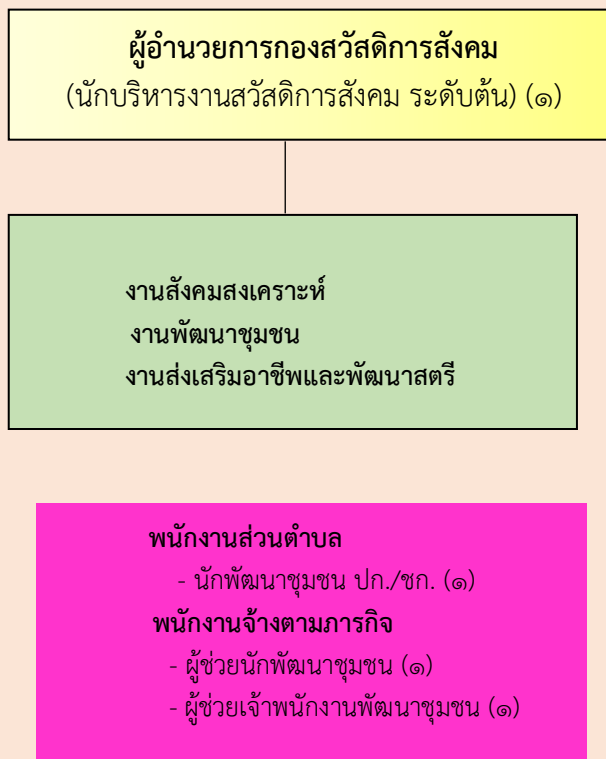 ผู้อำนวยการกองสวัสดิการสังคม
(นักบริหารงานสวัสดิการสังคม ระดับต้น) (๑)
งานสังคมสงเคราะห์
งานพัฒนาชุมชน
งานส่งเสริมอาชีพและพัฒนาสตรี
พนักงานส่วนตำบล
- นักพัฒนาชุมชน ปก./ชก. (๑)
พนักงานจ้างตามภารกิจ
- ผู้ช่วยนักพัฒนาชุมชน (๑)
- ผู้ช่วยเจ้าพนักงานพัฒนาชุมชน (๑)